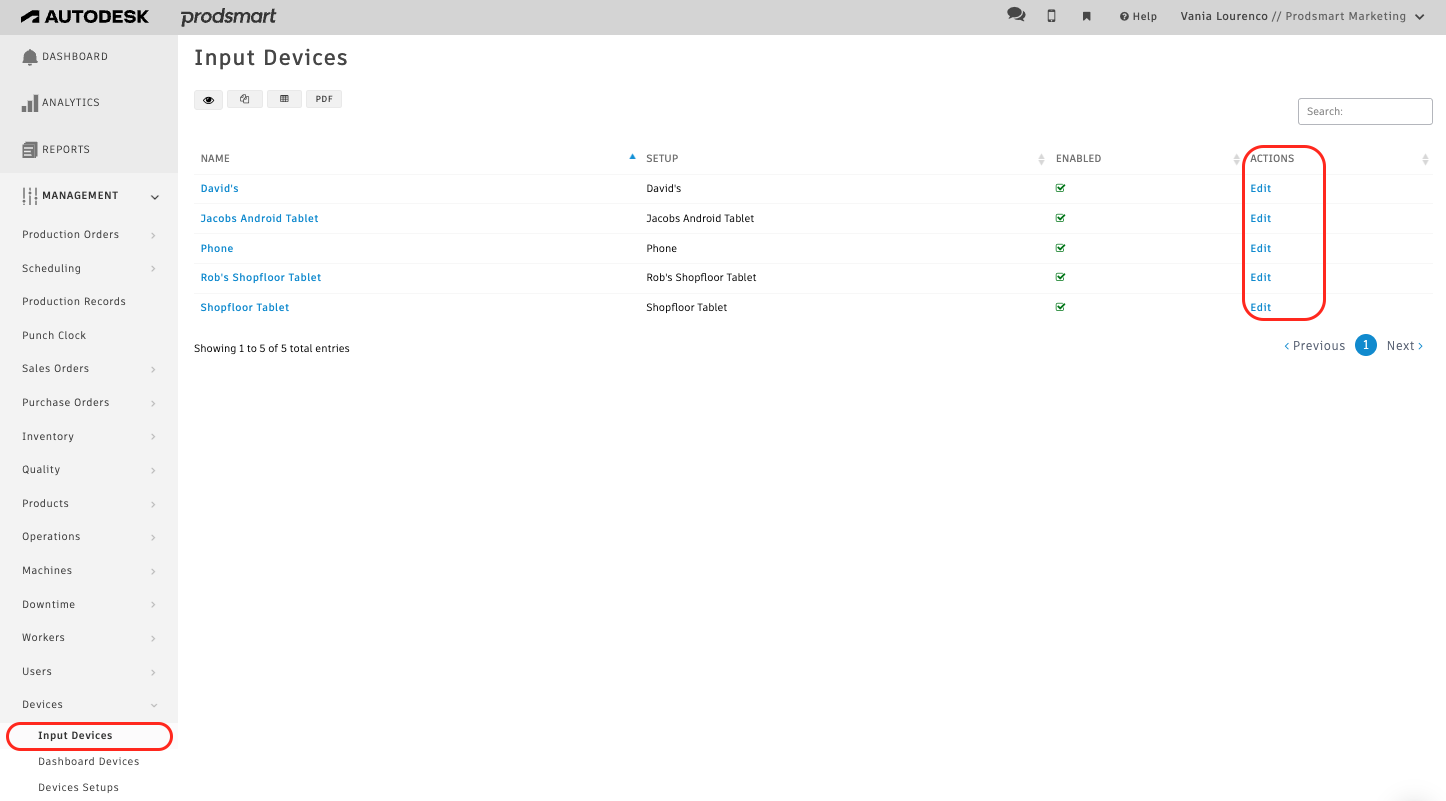 AUTODESK prodsmart Help Vania Lourenco // Prodsmart Marketing
DASHBOARD
ANALYTICS
REPORTS
MANAGEMENT
Production Orders
Scheduling
Production Records
Punch Clock
Sales Orders
Purchase Orders
Inventory
Quality
Products
Operations
Machines
Downtime
Workers
Users
Devices
Input Devices
Dashboard Devices
Devices Setups
Input Devices
PDF
Search:
NAME SETUP ENABLED ACTIONS
David's David's Edit
Jacobs Android Tablet Jacobs Android Tablet Edit
Phone Phone Edit
Rob's Shopfloor Tablet Rob's Shopfloor Tablet Edit
Shopfloor Tablet Shopfloor Tablet Edit
Showing 1 to 5 of 5 total entries
‹ Previous 1 Next ›